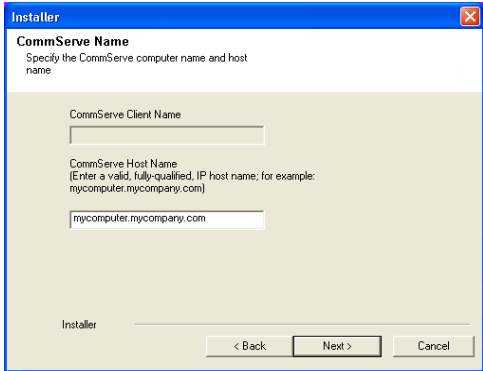 Installer
CommServe Name
Specify the CommServe computer name and host
name
CommServe Client Name
CommServe Host Name
(Enter a valid, fully-qualified, IP host name; for example:
mycomputer.mycompany.com)
mycomputer.mycompany.com
Installer
< Back Next > Cancel